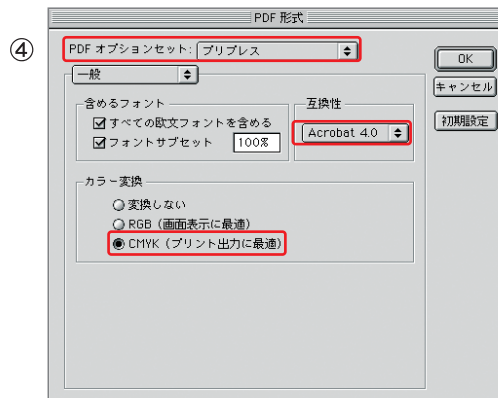 PDF 形式
④
PDF オプションセット: プリプレス
OK
一般
キャンセル
含めるフォント
互換性
すべての欧文フォントを含める
初期設定
フォントサブセット 100%
Acrobat 4.0
カラー変換
変換しない
RGB（画面表示に最適）
CMYK（プリント出力に最適）